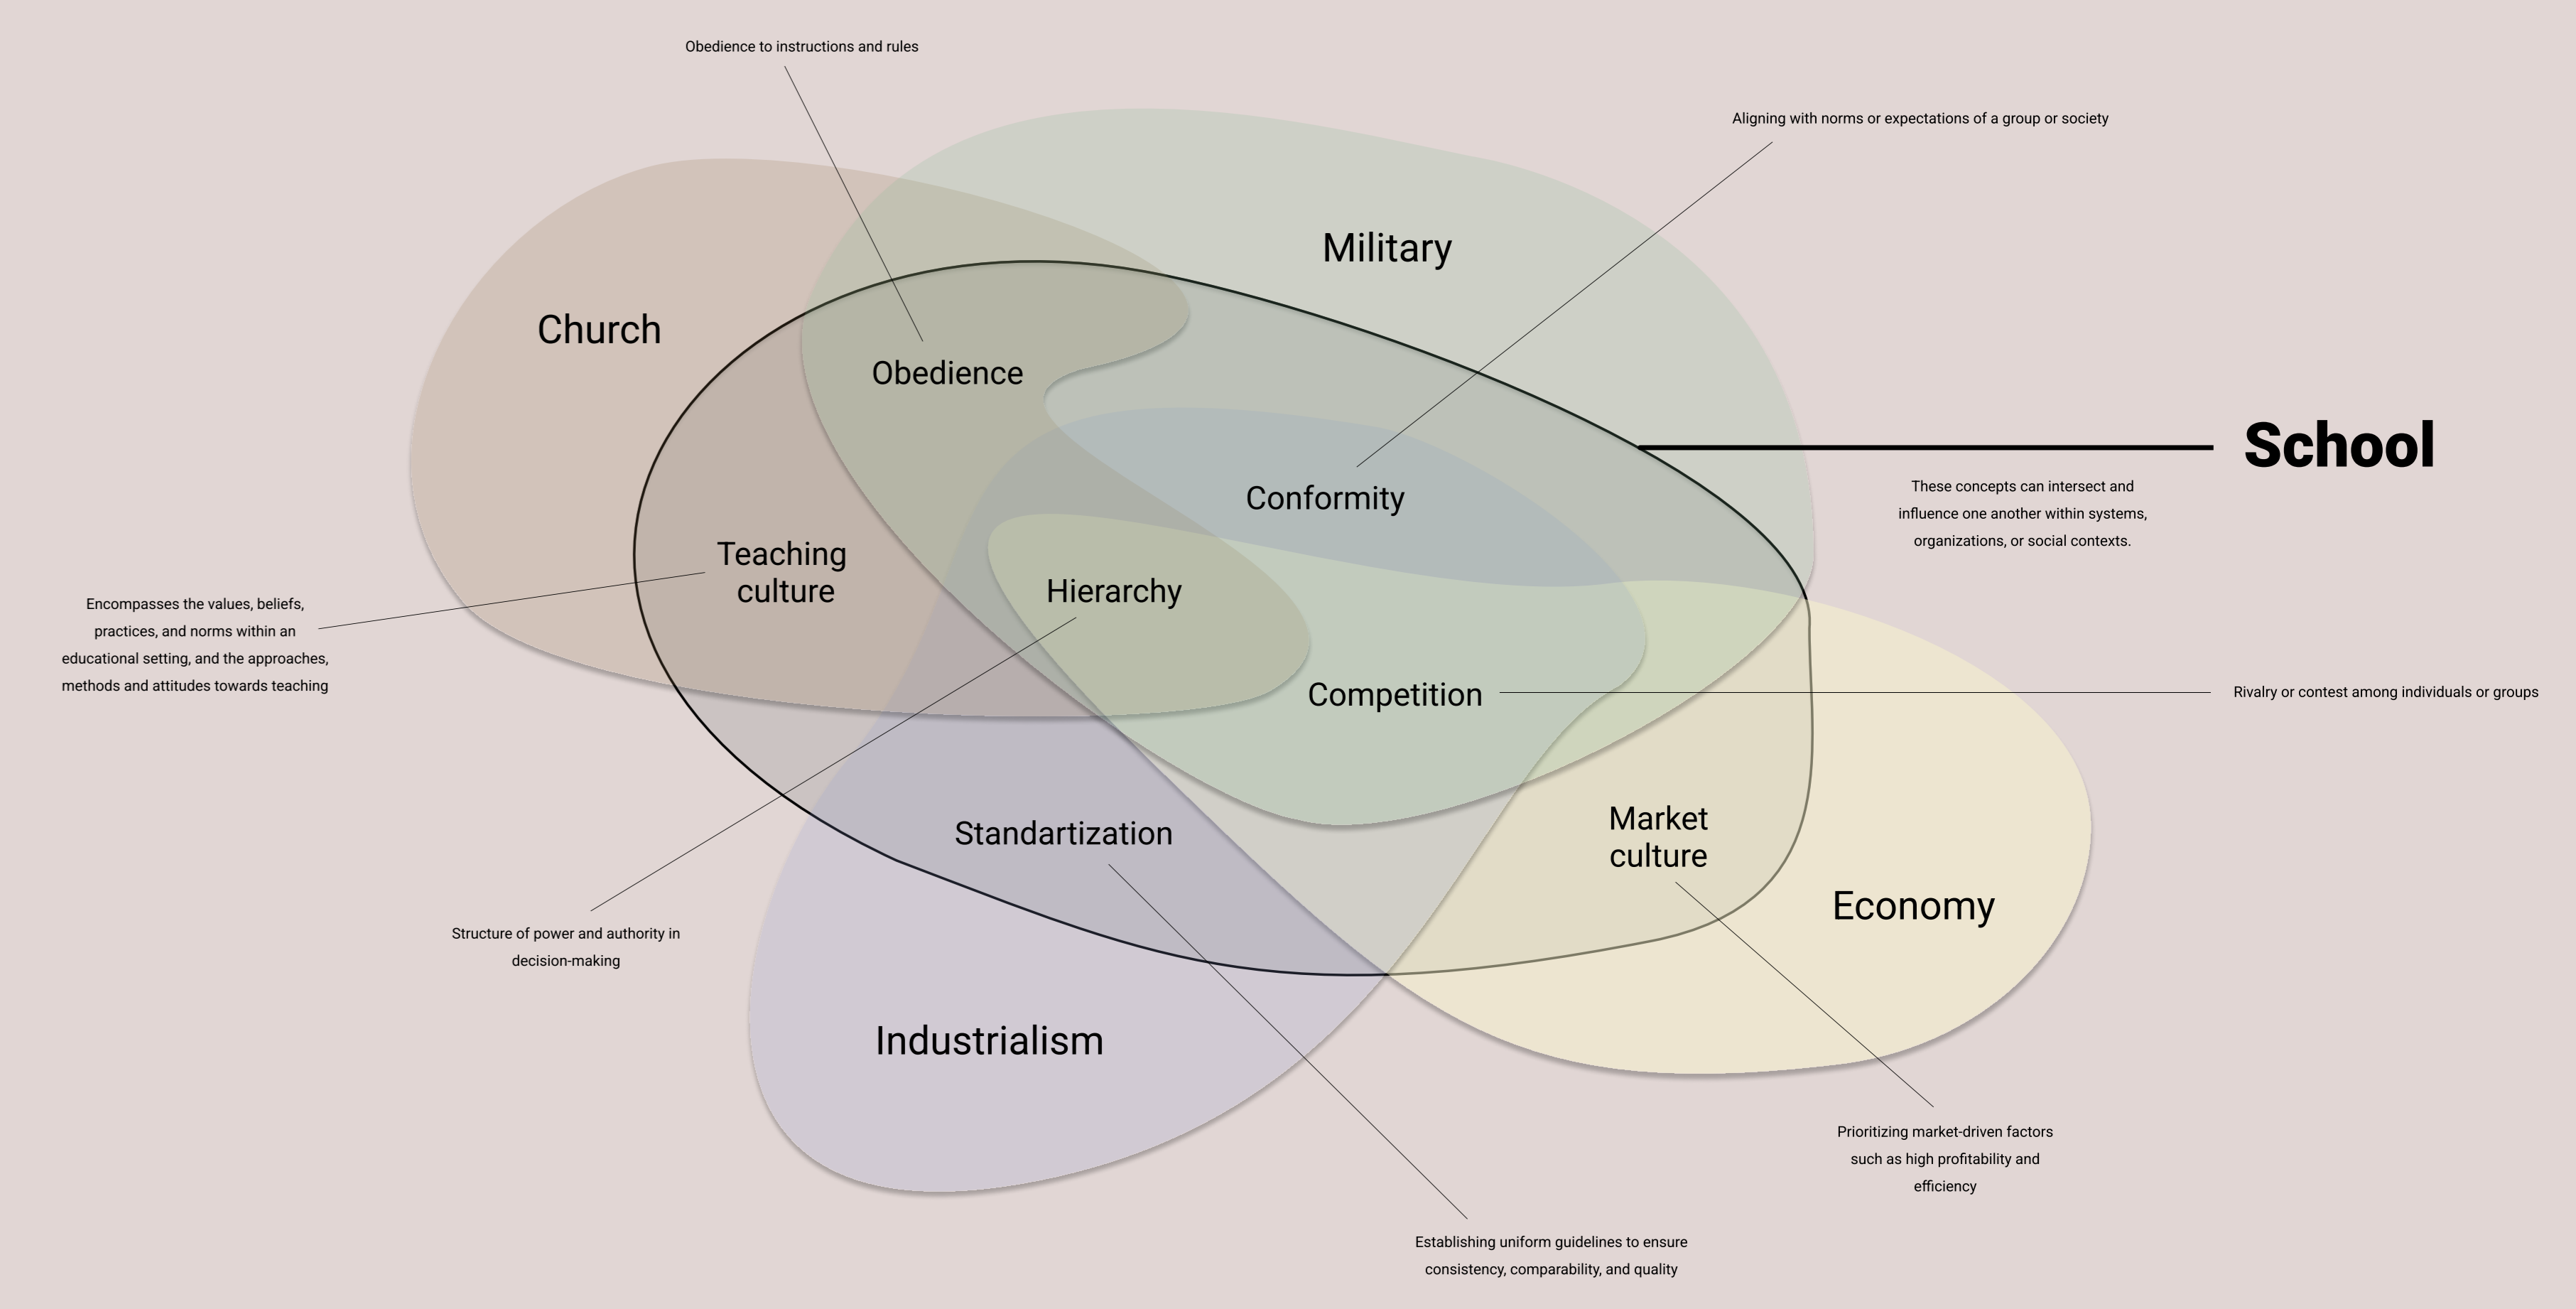 Obedience to instructions and rules
Aligning with norms or expectations of a group or society
Military
Church
Obedience
School
These concepts can intersect and
influence one another within systems,
organizations, or social contexts.
Conformity
Teaching
culture
Hierarchy
Encompasses the values, beliefs,
practices, and norms within an
educational setting, and the approaches,
methods and attitudes towards teaching
Competition
Rivalry or contest among individuals or groups
Standartization
Market
culture
Economy
Structure of power and authority in
decision-making
Industrialism
Prioritizing market-driven factors
such as high profitability and
efficiency
Establishing uniform guidelines to ensure
consistency, comparability, and quality